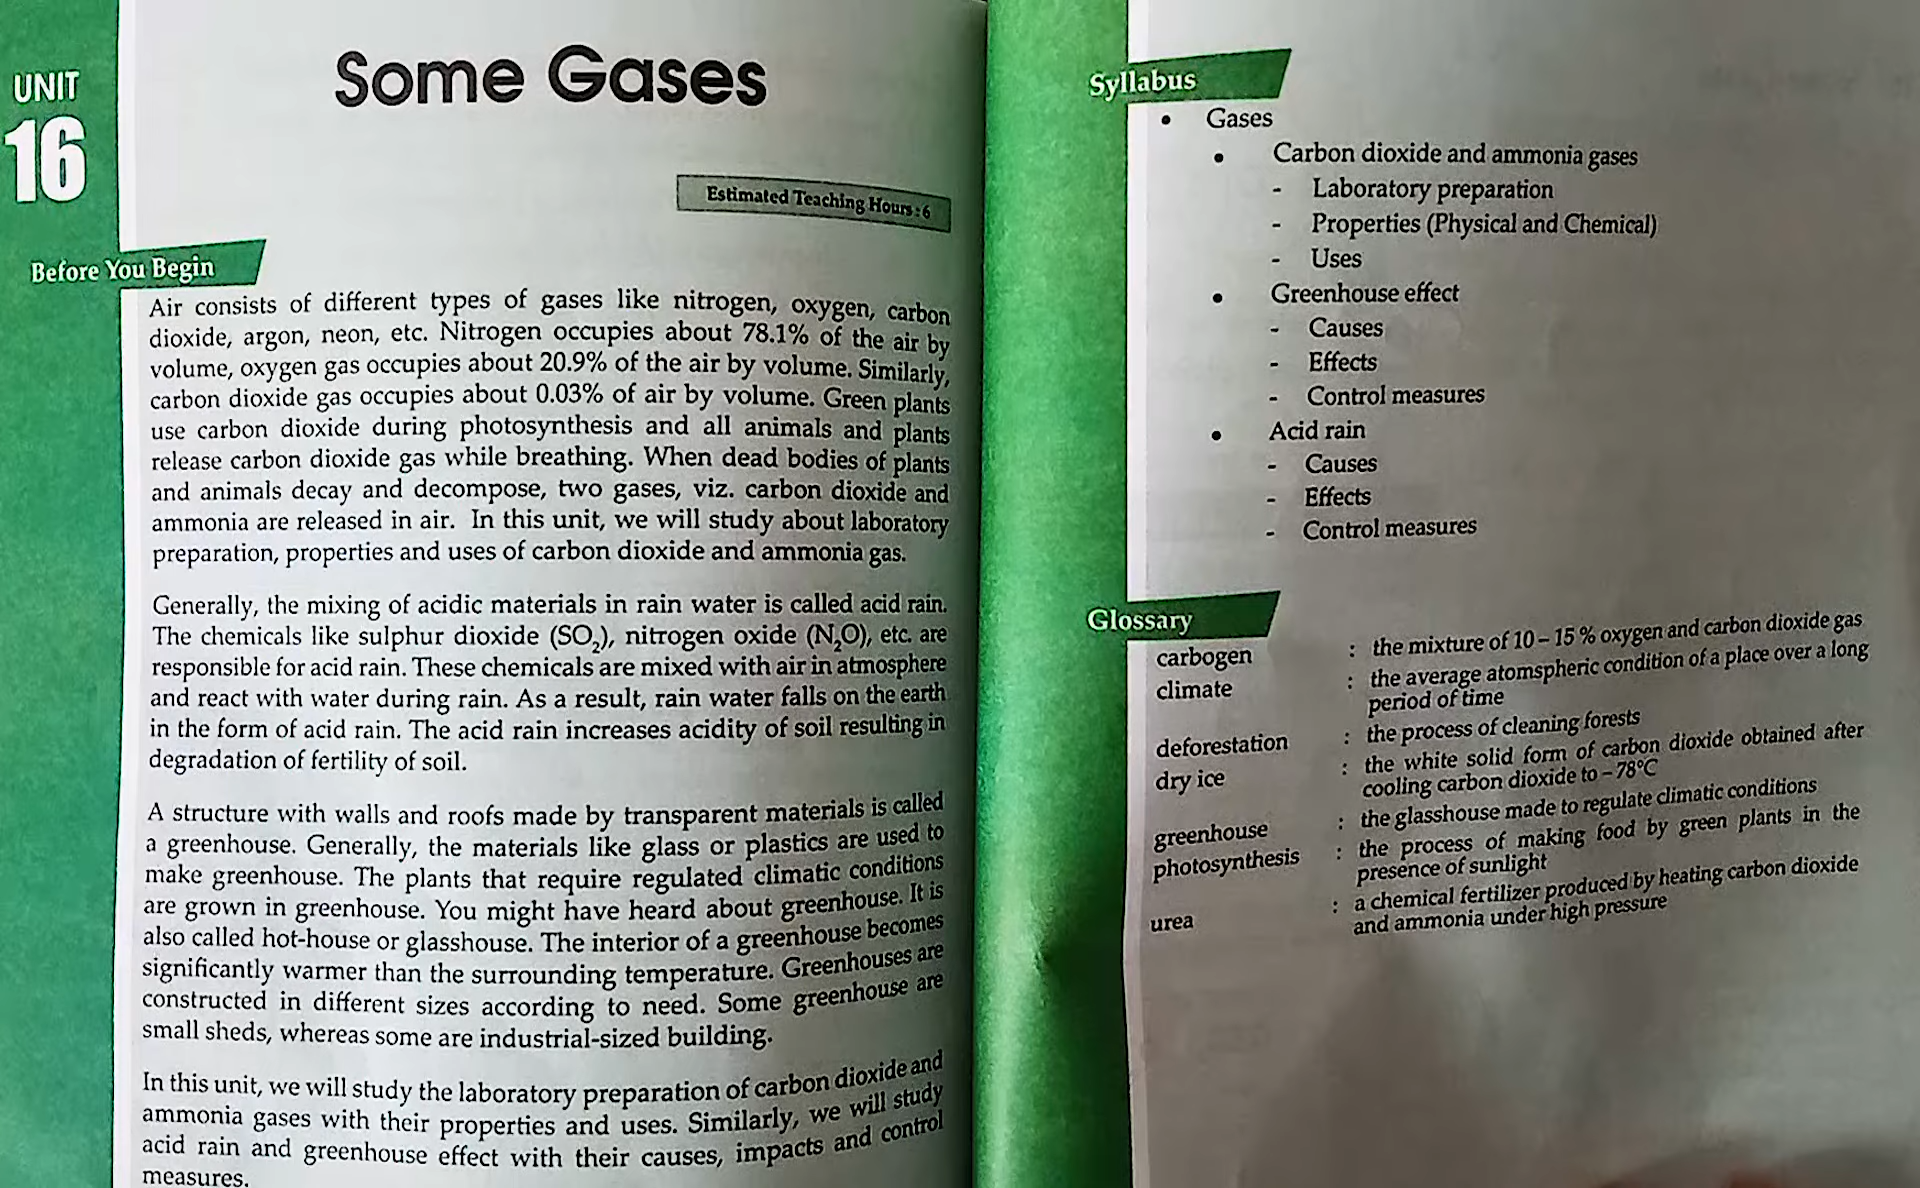 UNIT
16
Some Gases
Estimated Teaching Hours : 6
Before You Begin
Air consists of different types of gases like nitrogen, oxygen, carbon
dioxide, argon, neon, etc. Nitrogen occupies about 78.1% of the air by
volume, oxygen gas occupies about 20.9% of the air by volume. Similarly,
carbon dioxide gas occupies about 0.03% of air by volume. Green plants
use carbon dioxide during photosynthesis and all animals and plants
release carbon dioxide gas while breathing. When dead bodies of plants
and animals decay and decompose, two gases, viz. carbon dioxide and
ammonia are released in air. In this unit, we will study about laboratory
preparation, properties and uses of carbon dioxide and ammonia gas.
Generally, the mixing of acidic materials in rain water is called acid rain.
The chemicals like sulphur dioxide (SO₂), nitrogen oxide (N₂O), etc. are
responsible for acid rain. These chemicals are mixed with air in atmosphere
and react with water during rain. As a result, rain water falls on the earth
in the form of acid rain. The acid rain increases acidity of soil resulting in
degradation of fertility of soil.
A structure with walls and roofs made by transparent materials is called
a greenhouse. Generally, the materials like glass or plastics are used to
make greenhouse. The plants that require regulated climatic conditions
are grown in greenhouse. You might have heard about greenhouse. It is
also called hot-house or glasshouse. The interior of a greenhouse becomes
significantly warmer than the surrounding temperature. Greenhouses are
constructed in different sizes according to need. Some greenhouse are
small sheds, whereas some are industrial-sized building.
In this unit, we will study the laboratory preparation of carbon dioxide and
ammonia gases with their properties and uses. Similarly, we will study
acid rain and greenhouse effect with their causes, impacts and control
measures.
Syllabus
• Gases
• Carbon dioxide and ammonia gases
- Laboratory preparation
- Properties (Physical and Chemical)
- Uses
• Greenhouse effect
- Causes
- Effects
- Control measures
• Acid rain
- Causes
- Effects
- Control measures
Glossary
carbogen : the mixture of 10 – 15 % oxygen and carbon dioxide gas
climate : the average atomspheric condition of a place over a long
period of time
deforestation : the process of cleaning forests
dry ice : the white solid form of carbon dioxide obtained after
cooling carbon dioxide to – 78°C
greenhouse : the glasshouse made to regulate climatic conditions
photosynthesis : the process of making food by green plants in the
presence of sunlight
urea : a chemical fertilizer produced by heating carbon dioxide
and ammonia under high pressure